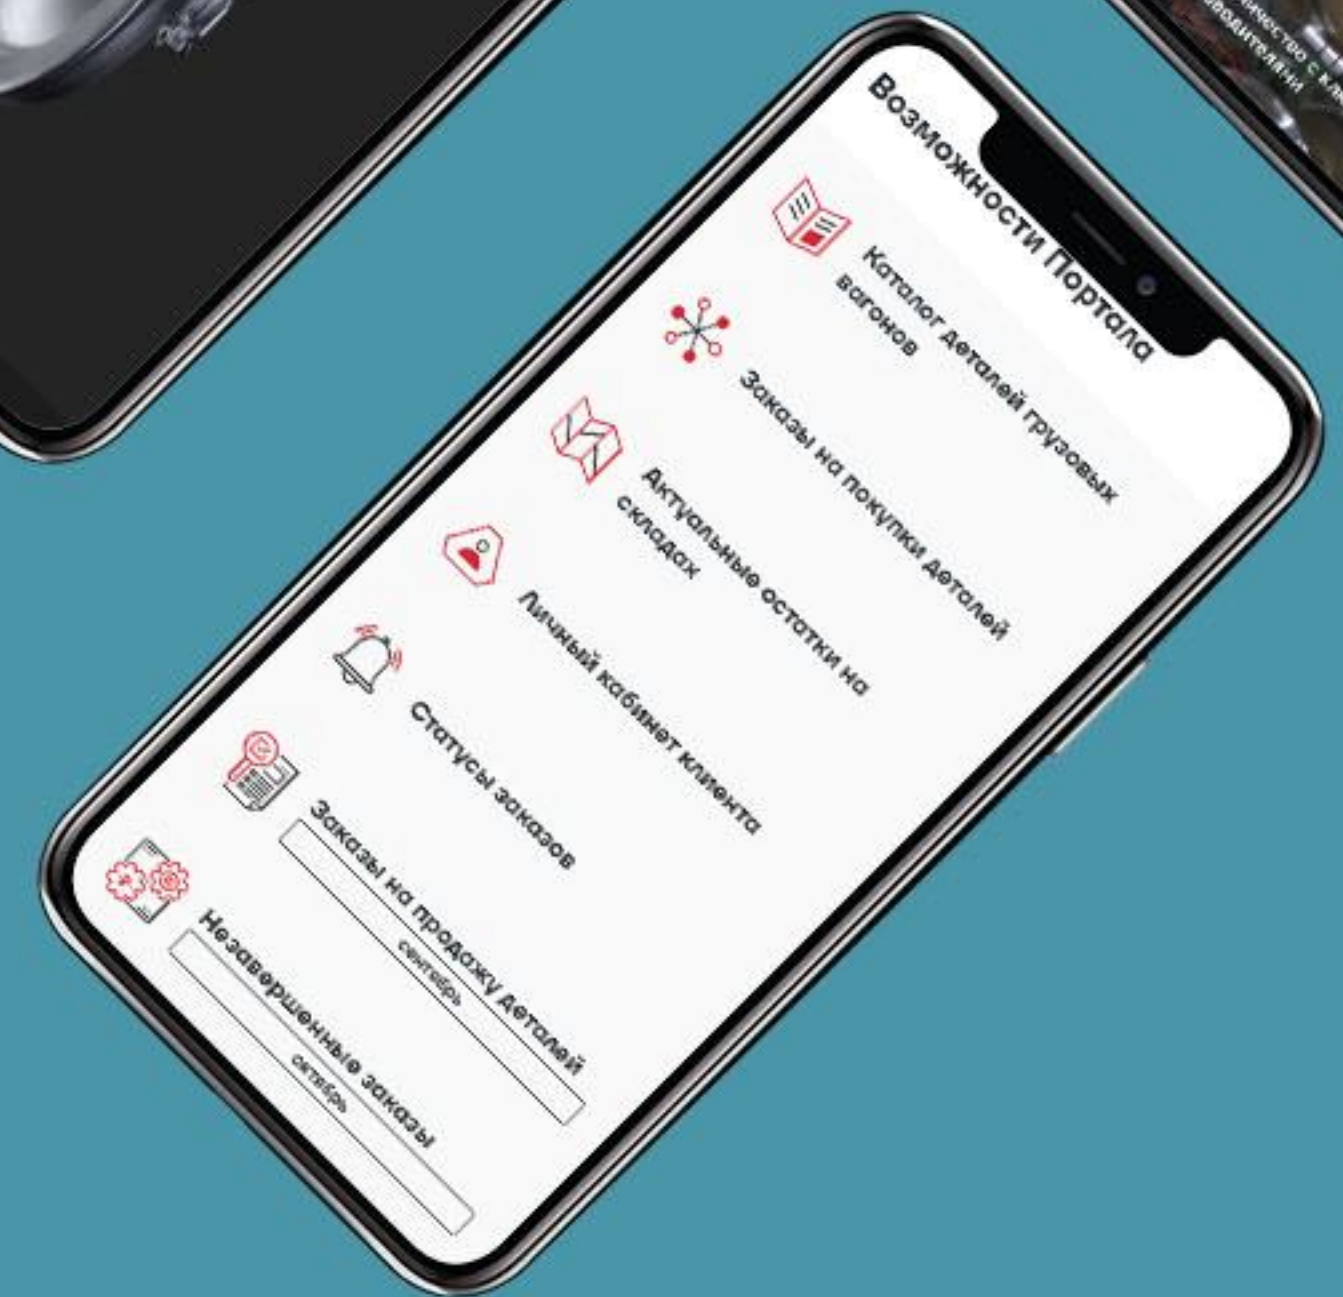 Возможности Портала
Каталог деталей грузовых
вагонов
Заказы на покупки деталей
Актуальные остатки на
складах
Личный кабинет клиента
Статусы заказов
Заказы на продажу деталей
сентябрь
Незавершенные заказы
октябрь